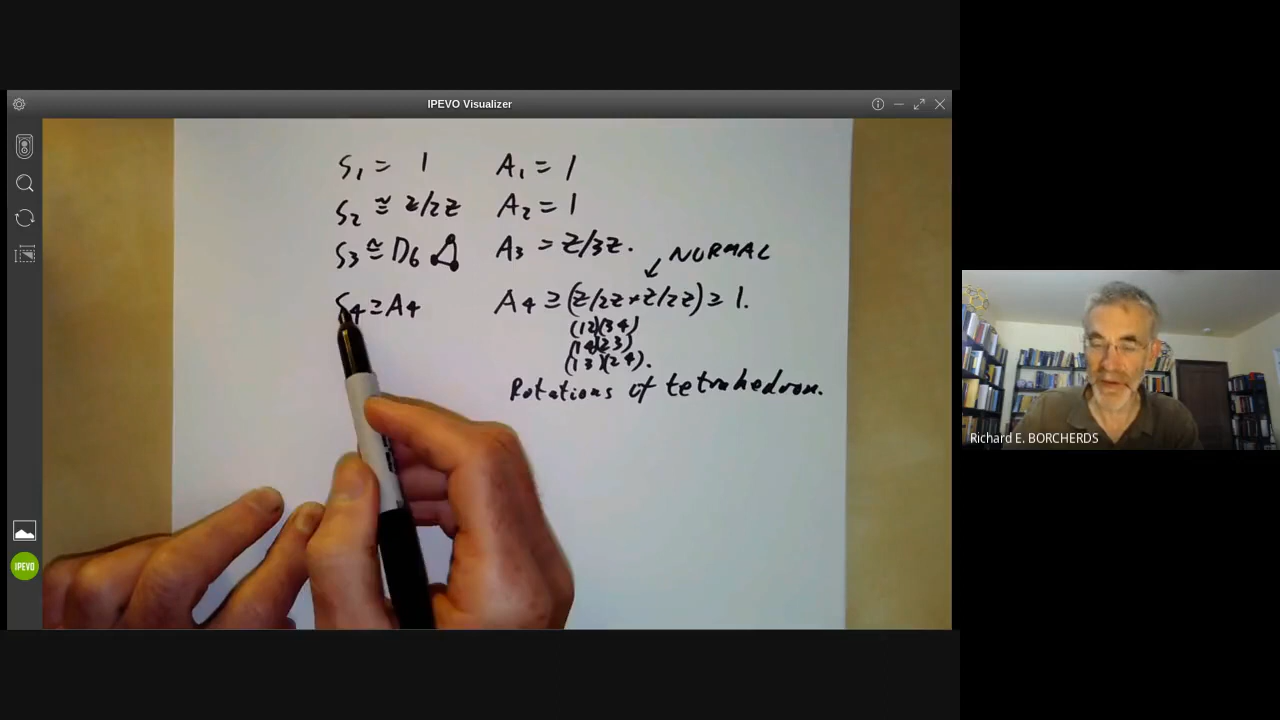 IPEVO Visualizer
S₁ = 1 A₁ = 1
S₂ ≅ Z/2Z A₂ = 1
S₃ ≅ D₆ A₃ = Z/3Z.
NORMAL
S₄ ≥ A₄ A₄ ≥ (Z/2Z × Z/2Z) ≥ 1.
(12)(34)
(14)(23)
(13)(24).
Rotations of tetrahedron.
Richard E. BORCHERDS
IPEVO